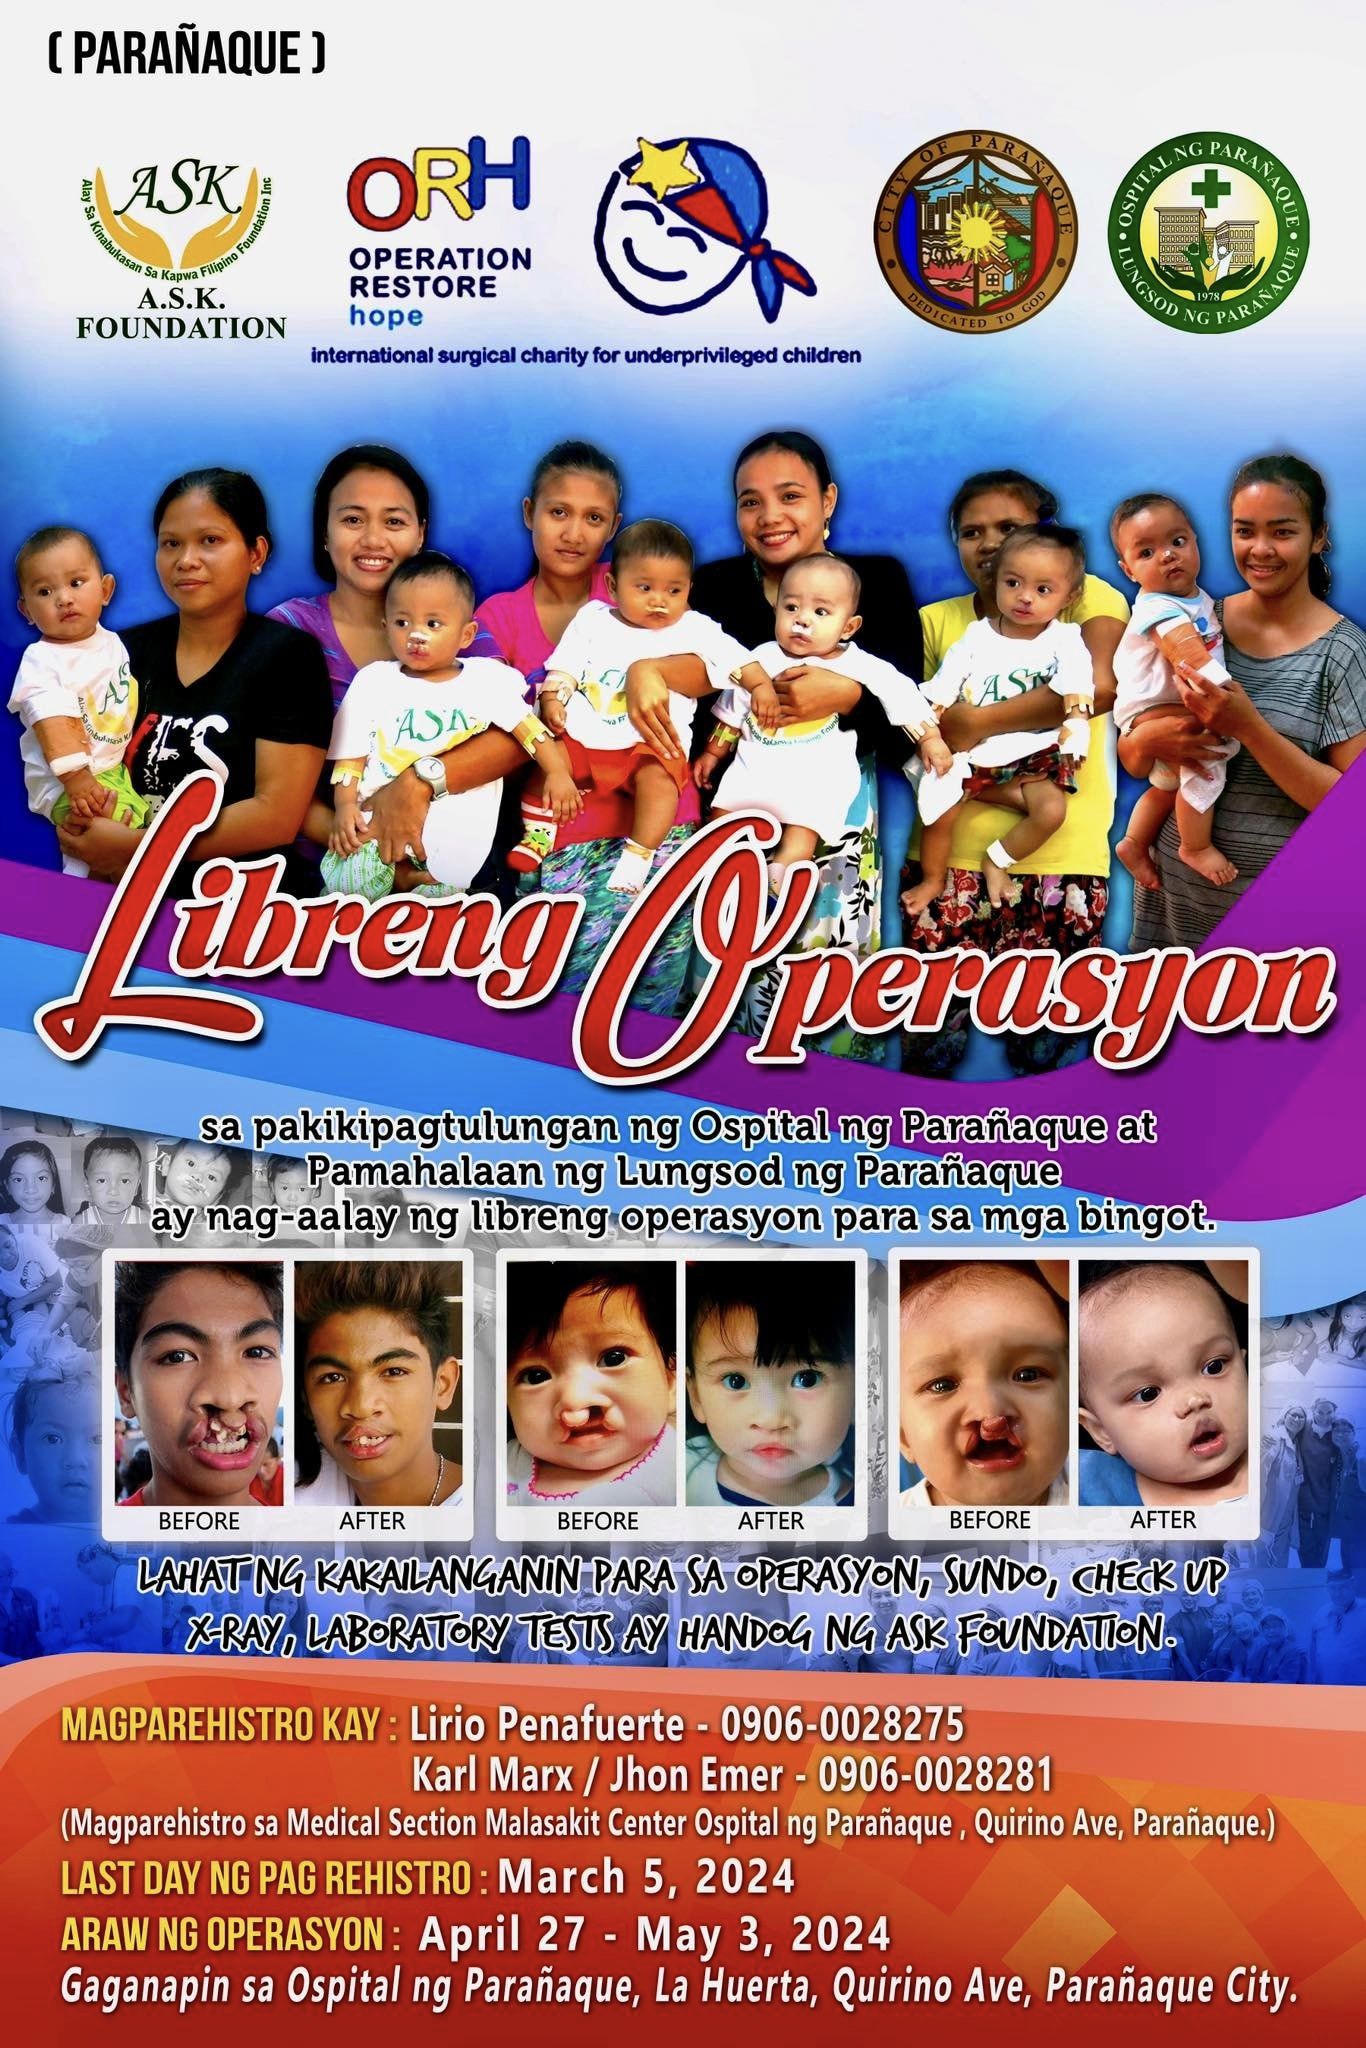 ( PARAÑAQUE )
ASK
Alay Sa Kinabukasan Sa Kapwa Filipino Foundation Inc
A.S.K.
FOUNDATION
ORH
OPERATION
RESTORE
hope
international surgical charity for underprivileged children
CITY OF PARAÑAQUE
DEDICATED TO GOD
OSPITAL NG PARAÑAQUE
1978
LUNGSOD NG PARAÑAQUE
ASK
ASK
Libreng Operasyon
sa pakikipagtulungan ng Ospital ng Parañaque at
Pamahalaan ng Lungsod ng Parañaque
ay nag-aalay ng libreng operasyon para sa mga bingot.
BEFORE AFTER BEFORE AFTER BEFORE AFTER
LAHAT NG KAKAILANGANIN PARA SA OPERASYON, SUNDO, CHECK UP
X-RAY, LABORATORY TESTS AY HANDOG NG ASK FOUNDATION.
MAGPAREHISTRO KAY : Lirio Penafuerte - 0906-0028275
Karl Marx / Jhon Emer - 0906-0028281
(Magparehistro sa Medical Section Malasakit Center Ospital ng Parañaque , Quirino Ave, Parañaque.)
LAST DAY NG PAG REHISTRO : March 5, 2024
ARAW NG OPERASYON : April 27 - May 3, 2024
Gaganapin sa Ospital ng Parañaque, La Huerta, Quirino Ave, Parañaque City.